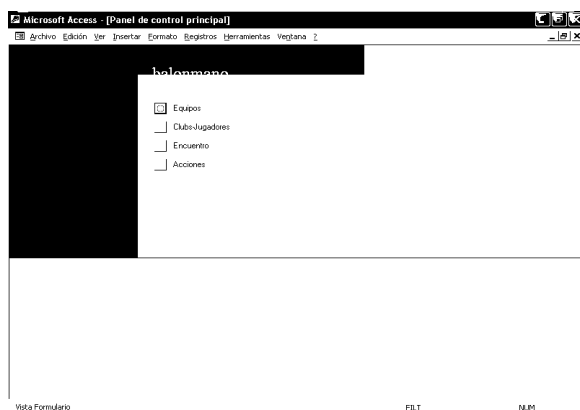 Microsoft Access - [Panel de control principal]
Archivo Edición Ver Insertar Formato Registros Herramientas Ventana ?
balonmano
Equipos
Clubs-Jugadores
Encuentro
Acciones
Vista Formulario FILT NUM